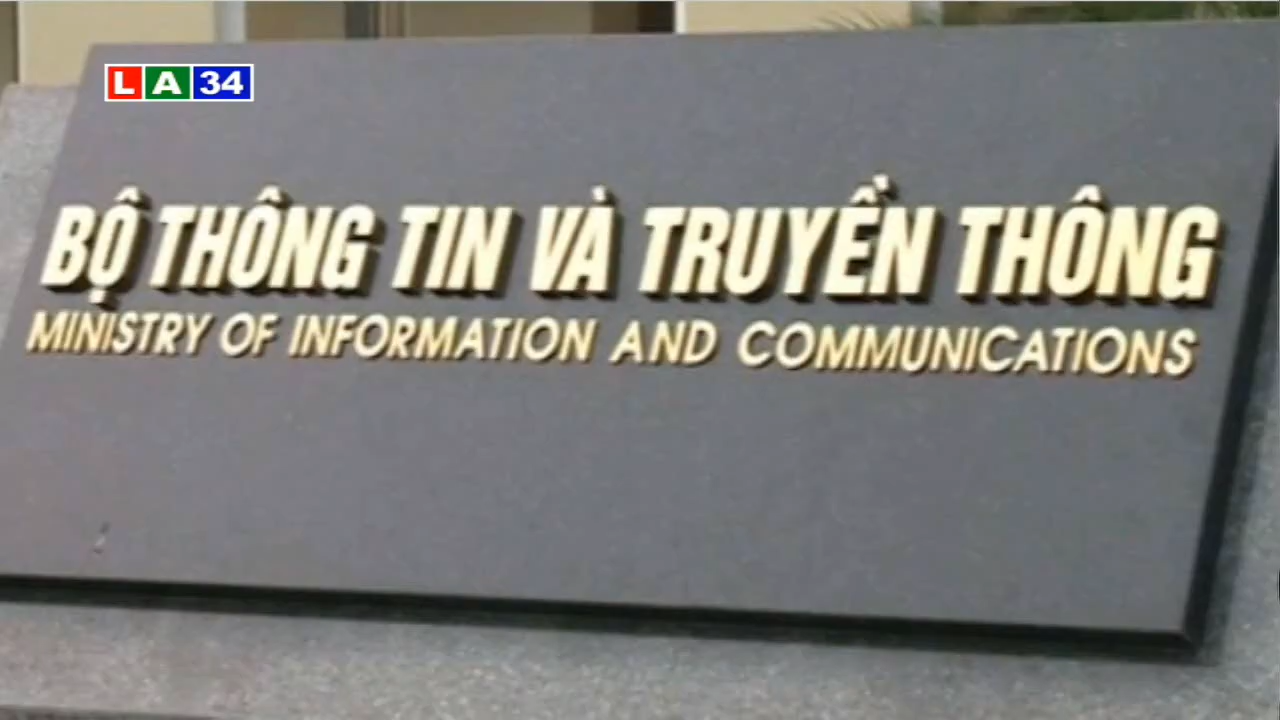 LA34
BỘ THÔNG TIN VÀ TRUYỀN THÔNG
MINISTRY OF INFORMATION AND COMMUNICATIONS